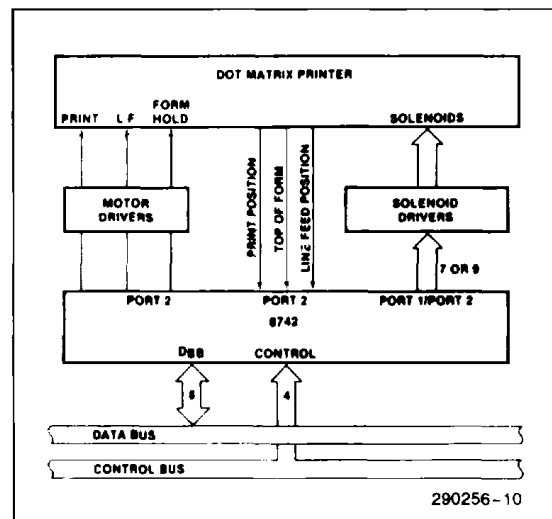 DOT MATRIX PRINTER
FORM
PRINT L F HOLD
SOLENOIDS
MOTOR
DRIVERS
PRINT POSITION
TOP OF FORM
LINE FEED POSITION
SOLENOID
DRIVERS
7 OR 9
PORT 2 PORT 2 PORT 1/PORT 2
8742
DBB CONTROL
8 4
DATA BUS
CONTROL BUS
290256-10